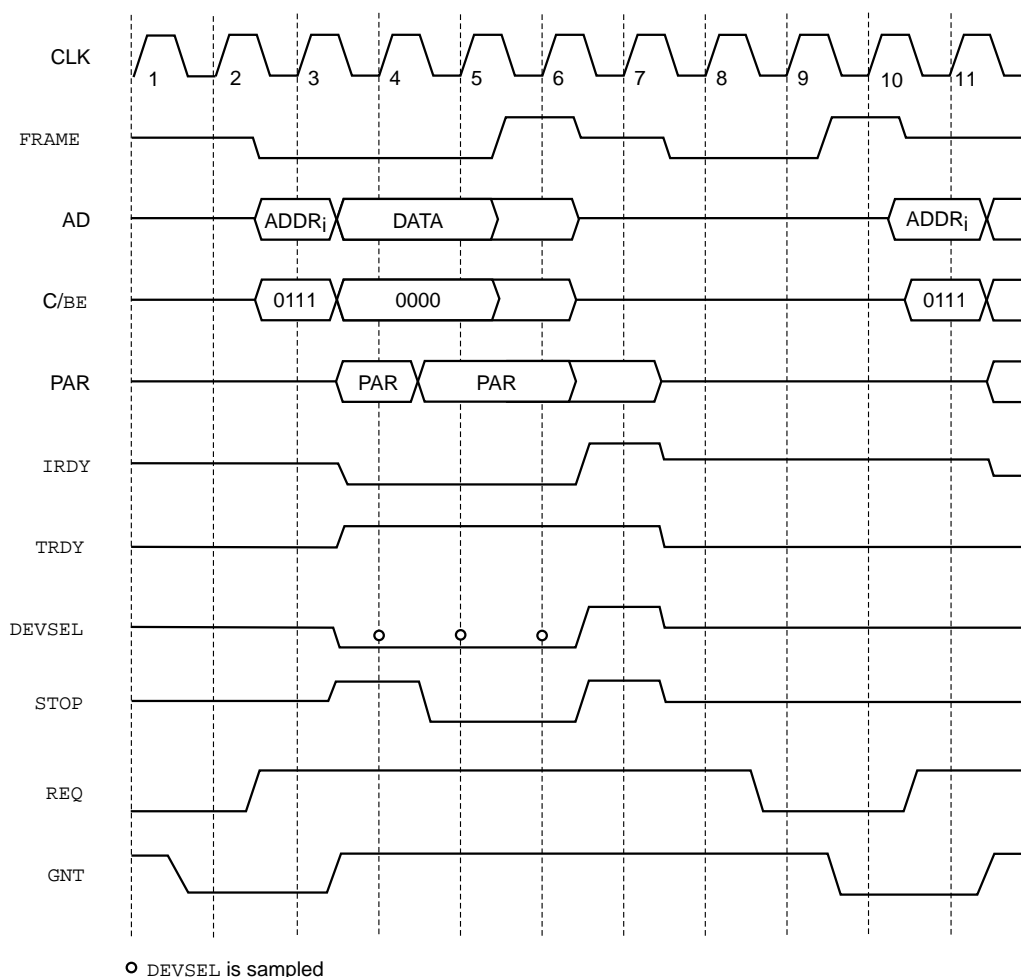 CLK
1 2 3 4 5 6 7 8 9 10 11
FRAME
AD ADDRi DATA ADDRi
C/BE 0111 0000 0111
PAR PAR PAR
IRDY
TRDY
DEVSEL
STOP
REQ
GNT
DEVSEL is sampled